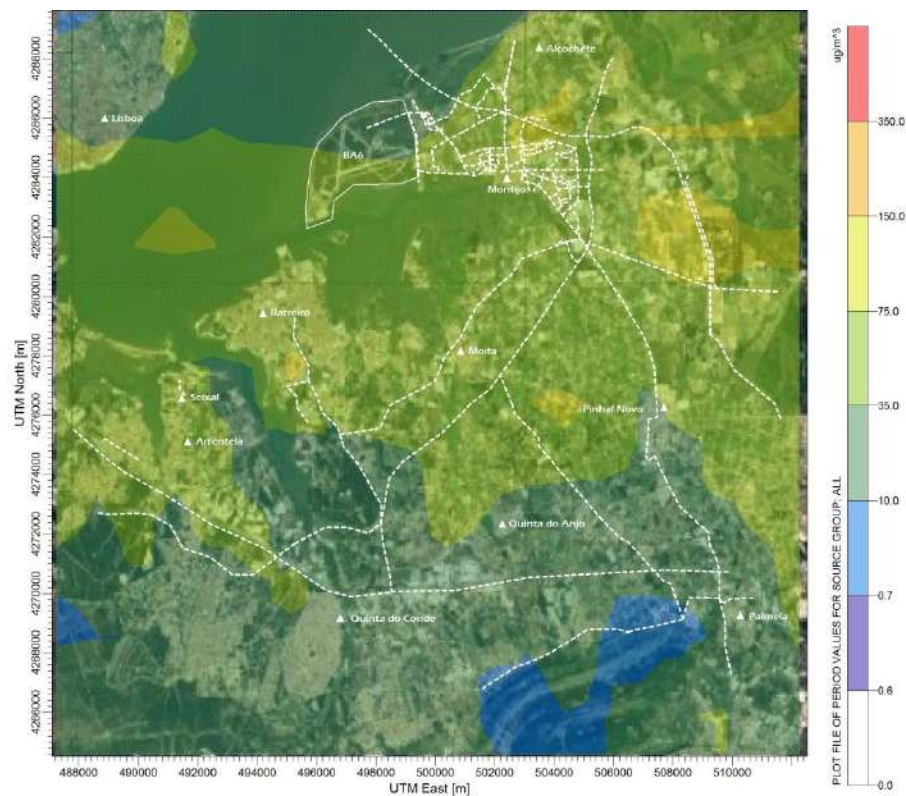 ug/m^3
Alcochete
Lisboa
BA6
Montijo
Barreiro
Moita
Seixal
Pinhal Novo
Arrentela
Quinta do Anjo
Quinta do Conde
Palmela
UTM North [m]
4288000
4286000
4284000
4282000
4280000
4278000
4276000
4274000
4272000
4270000
4268000
4266000
488000 490000 492000 494000 496000 498000 500000 502000 504000 506000 508000 510000
UTM East [m]
350.0
150.0
75.0
35.0
10.0
0.7
0.6
0.0
PLOT FILE OF PERIOD VALUES FOR SOURCE GROUP: ALL